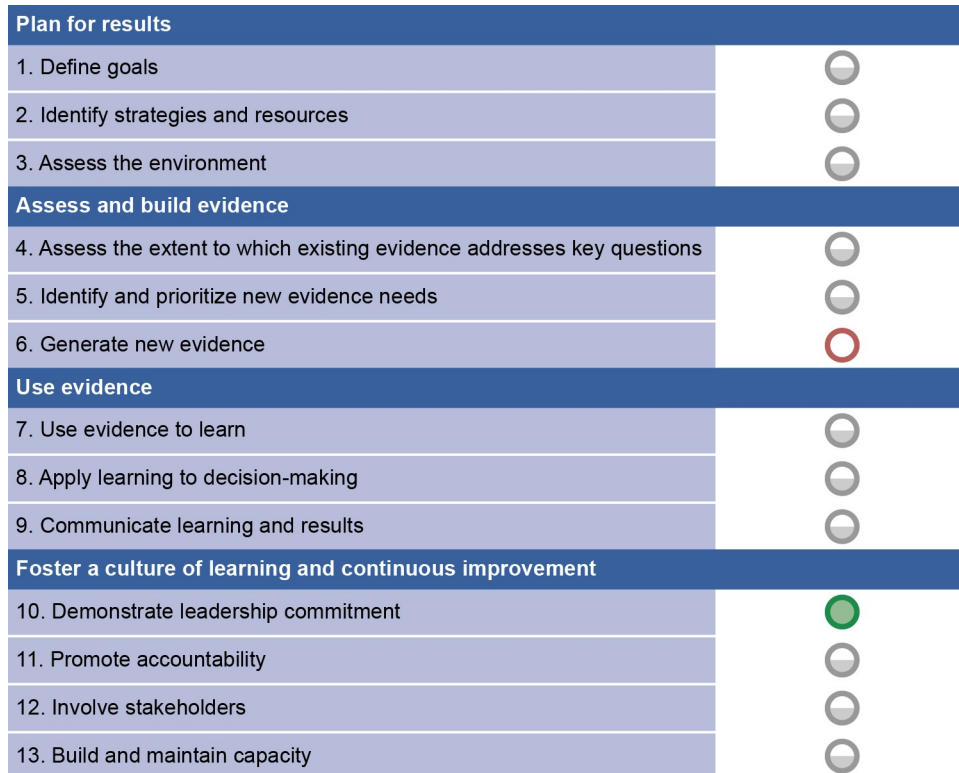 Plan for results
1. Define goals
2. Identify strategies and resources
3. Assess the environment
Assess and build evidence
4. Assess the extent to which existing evidence addresses key questions
5. Identify and prioritize new evidence needs
6. Generate new evidence
Use evidence
7. Use evidence to learn
8. Apply learning to decision-making
9. Communicate learning and results
Foster a culture of learning and continuous improvement
10. Demonstrate leadership commitment
11. Promote accountability
12. Involve stakeholders
13. Build and maintain capacity